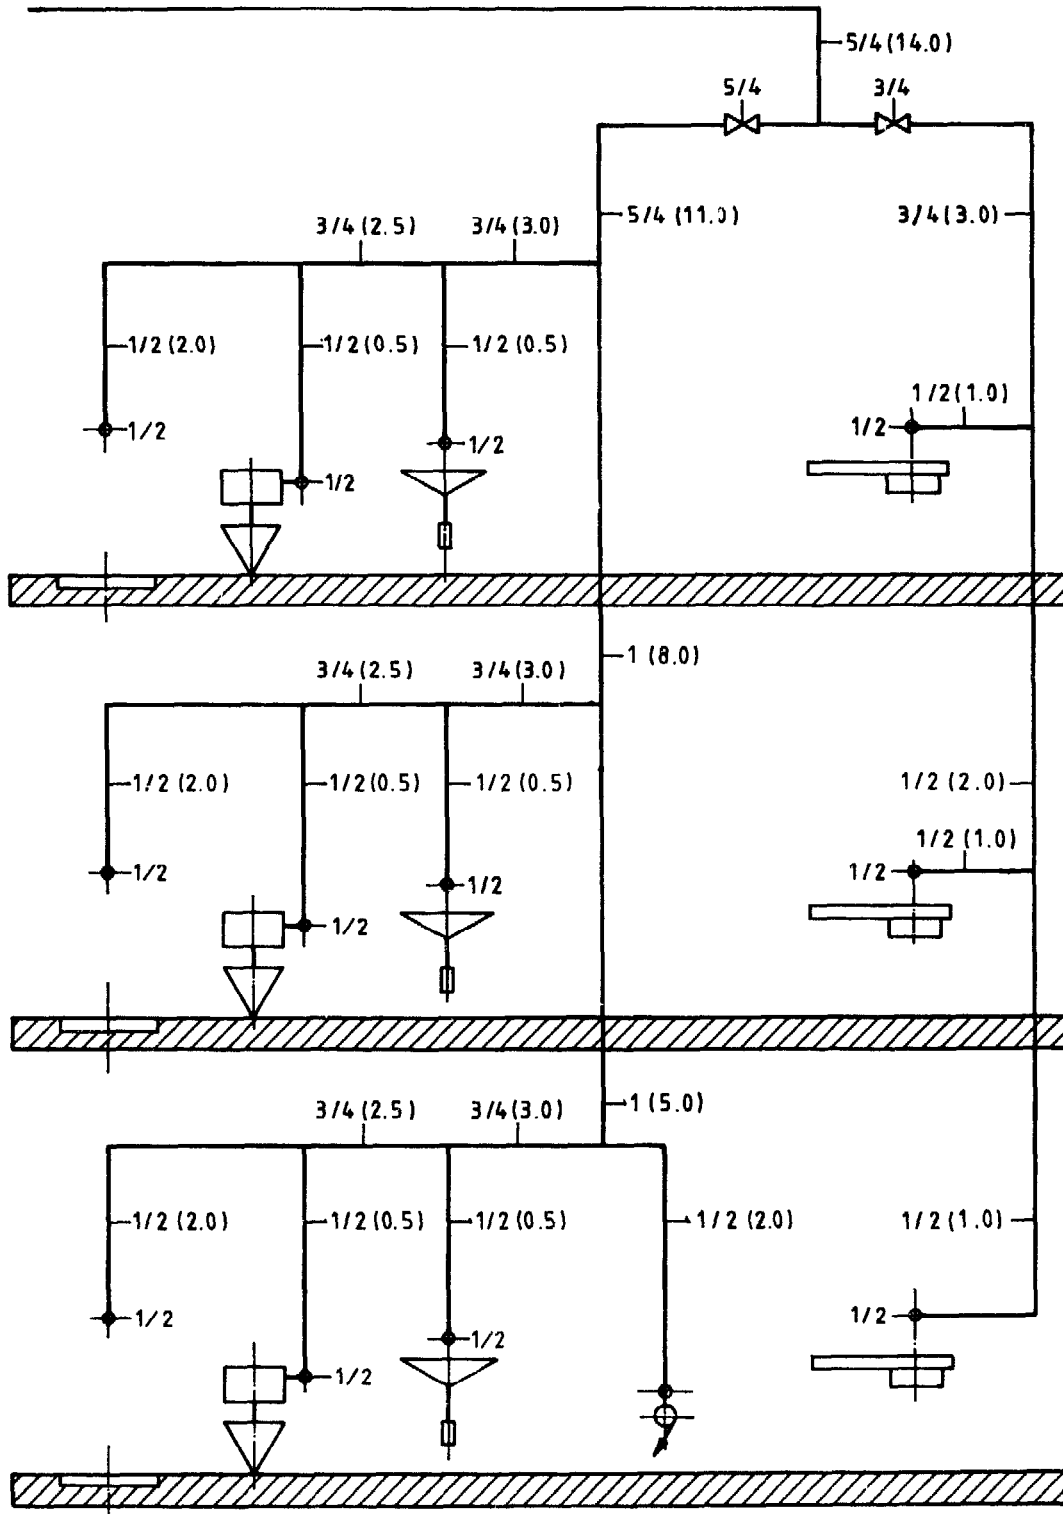 5/4 (14.0)
5/4 3/4
5/4 (11.0) 3/4 (3.0)
3/4 (2.5) 3/4 (3.0)
1/2 (2.0) 1/2 (0.5) 1/2 (0.5)
1/2 (1.0)
1/2 1/2 1/2
1/2
1 (8.0)
3/4 (2.5) 3/4 (3.0)
1/2 (2.0) 1/2 (0.5) 1/2 (0.5) 1/2 (2.0)
1/2 (1.0)
1/2 1/2 1/2
1/2
1 (5.0)
3/4 (2.5) 3/4 (3.0)
1/2 (2.0) 1/2 (0.5) 1/2 (0.5) 1/2 (2.0) 1/2 (1.0)
1/2 1/2 1/2
1/2